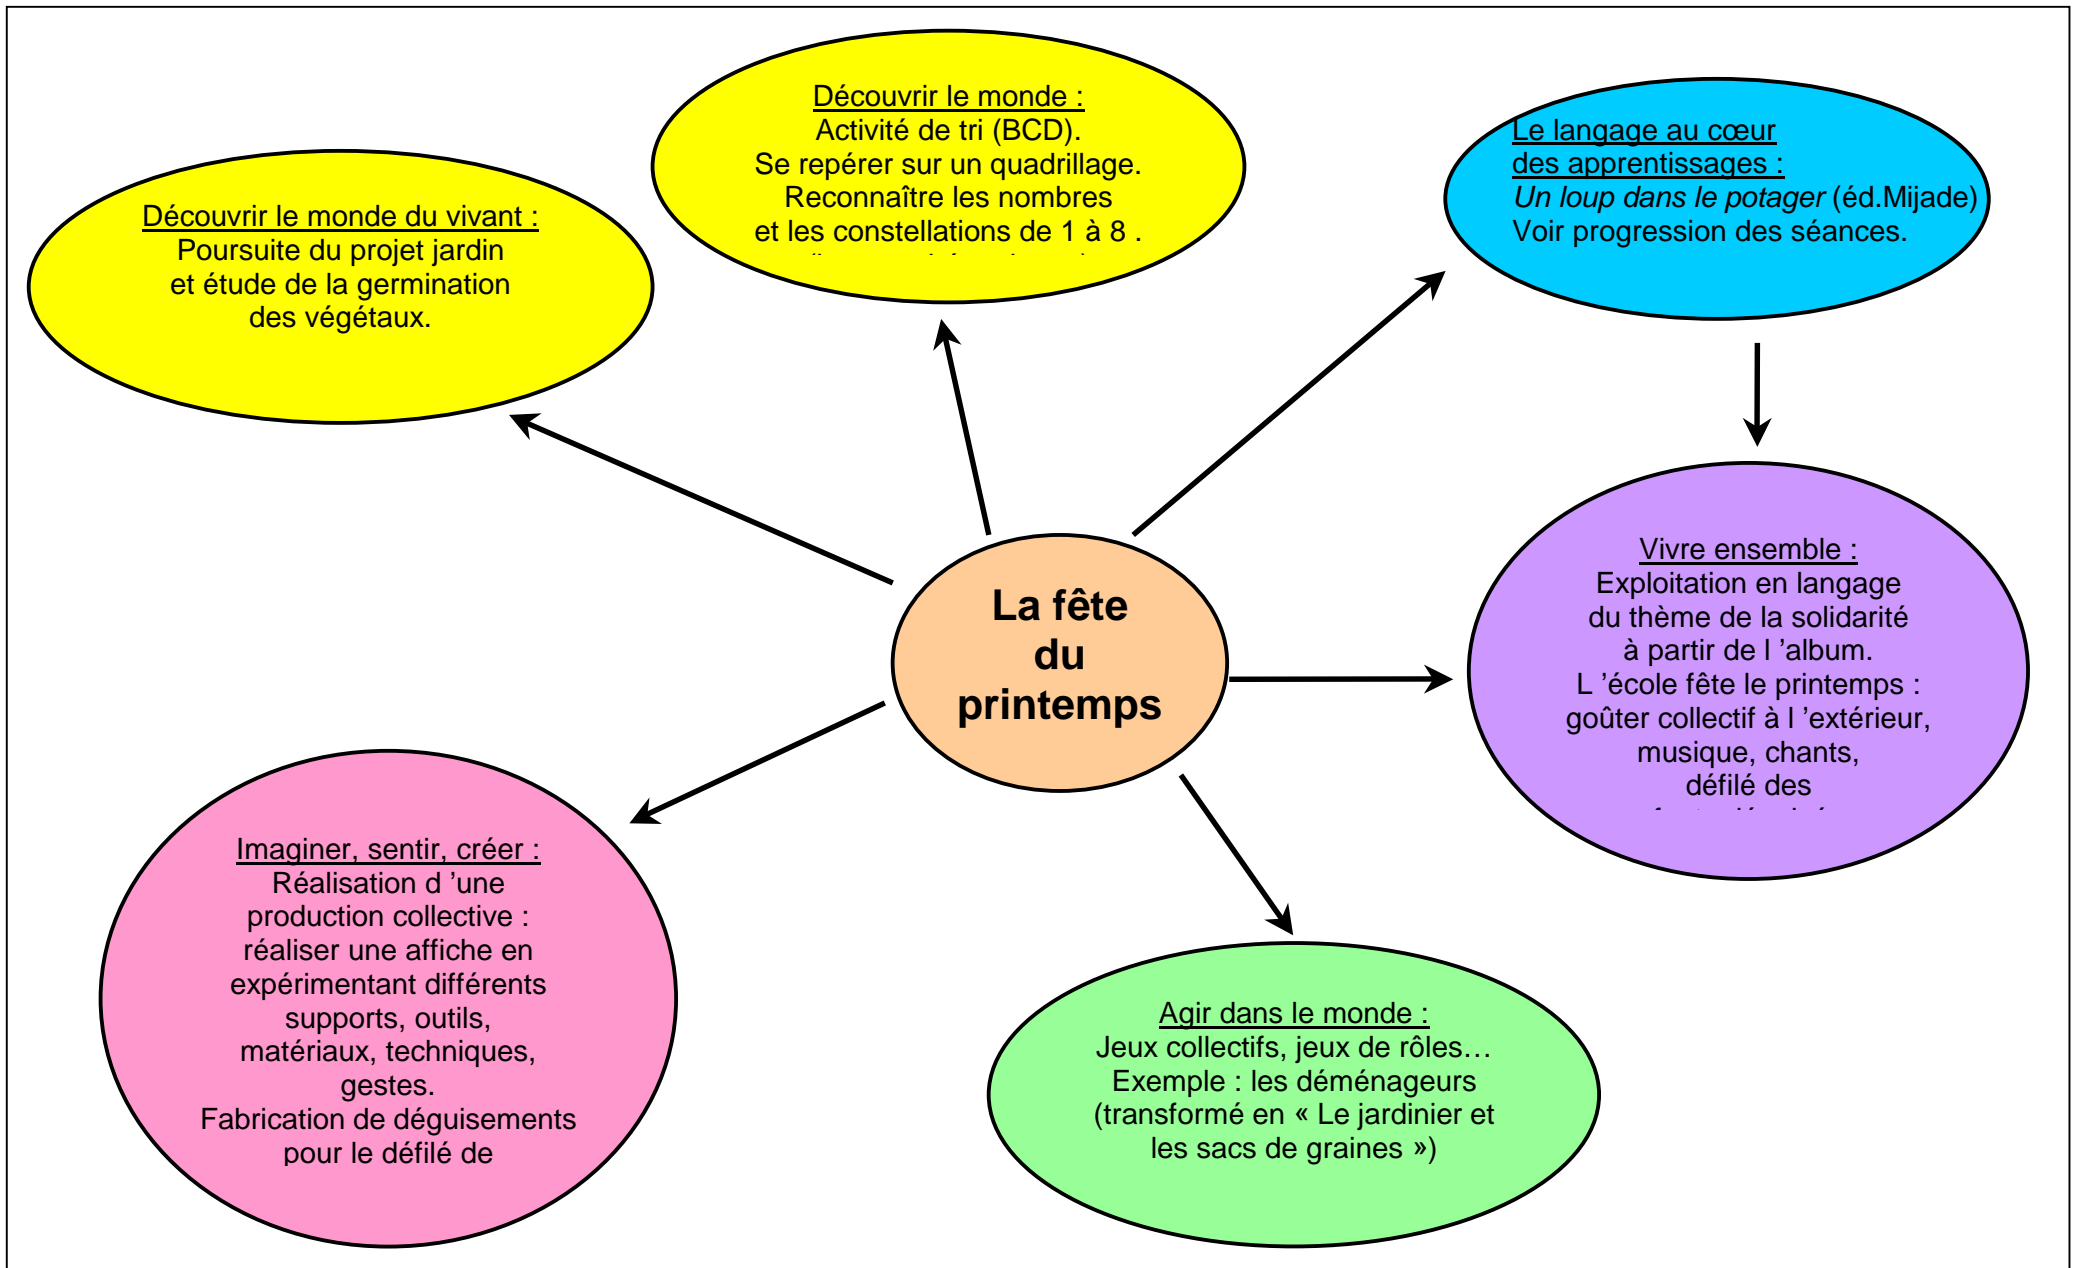 Découvrir le monde :
Activité de tri (BCD).
Se repérer sur un quadrillage.
Reconnaître les nombres
et les constellations de 1 à 8 .
Le langage au cœur
des apprentissages :
Un loup dans le potager (éd.Mijade)
Voir progression des séances.
Découvrir le monde du vivant :
Poursuite du projet jardin
et étude de la germination
des végétaux.
La fête
du
printemps
Vivre ensemble :
Exploitation en langage
du thème de la solidarité
à partir de l ’album.
L ’école fête le printemps :
goûter collectif à l ’extérieur,
musique, chants,
défilé des
Imaginer, sentir, créer :
Réalisation d ’une
production collective :
réaliser une affiche en
expérimentant différents
supports, outils,
matériaux, techniques,
gestes.
Fabrication de déguisements
pour le défilé de
Agir dans le monde :
Jeux collectifs, jeux de rôles…
Exemple : les déménageurs
(transformé en « Le jardinier et
les sacs de graines »)